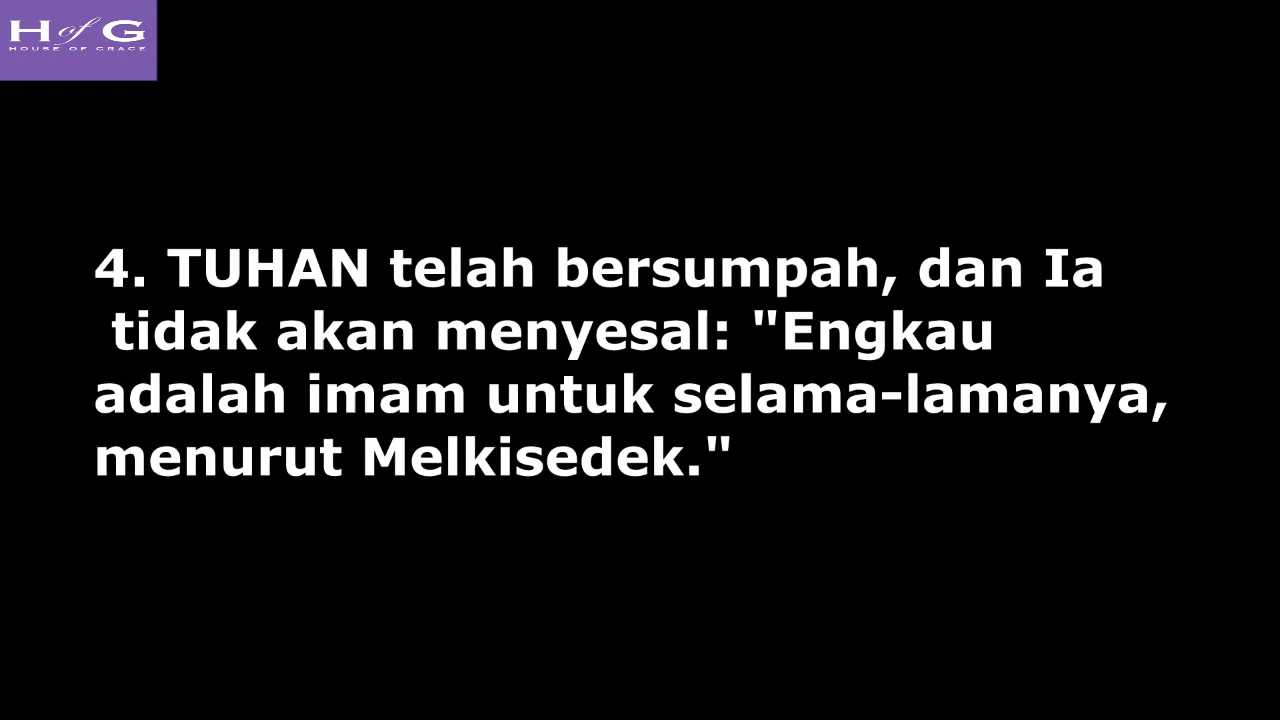 H of G
HOUSE OF GRACE
4. TUHAN telah bersumpah, dan Ia
tidak akan menyesal: "Engkau
adalah imam untuk selama-lamanya,
menurut Melkisedek."